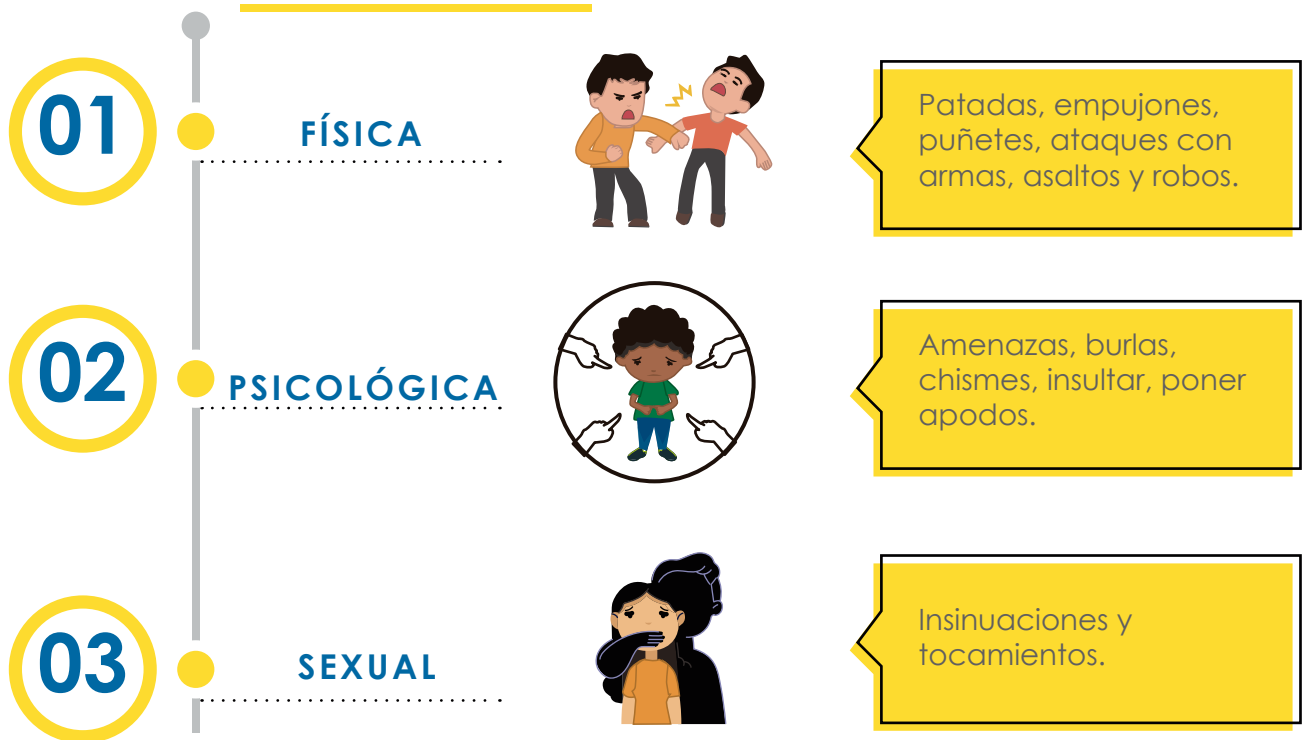 01
FÍSICA
Patadas, empujones,
puñetes, ataques con
armas, asaltos y robos.
02
PSICOLÓGICA
Amenazas, burlas,
chismes, insultar, poner
apodos.
03
SEXUAL
Insinuaciones y
tocamientos.